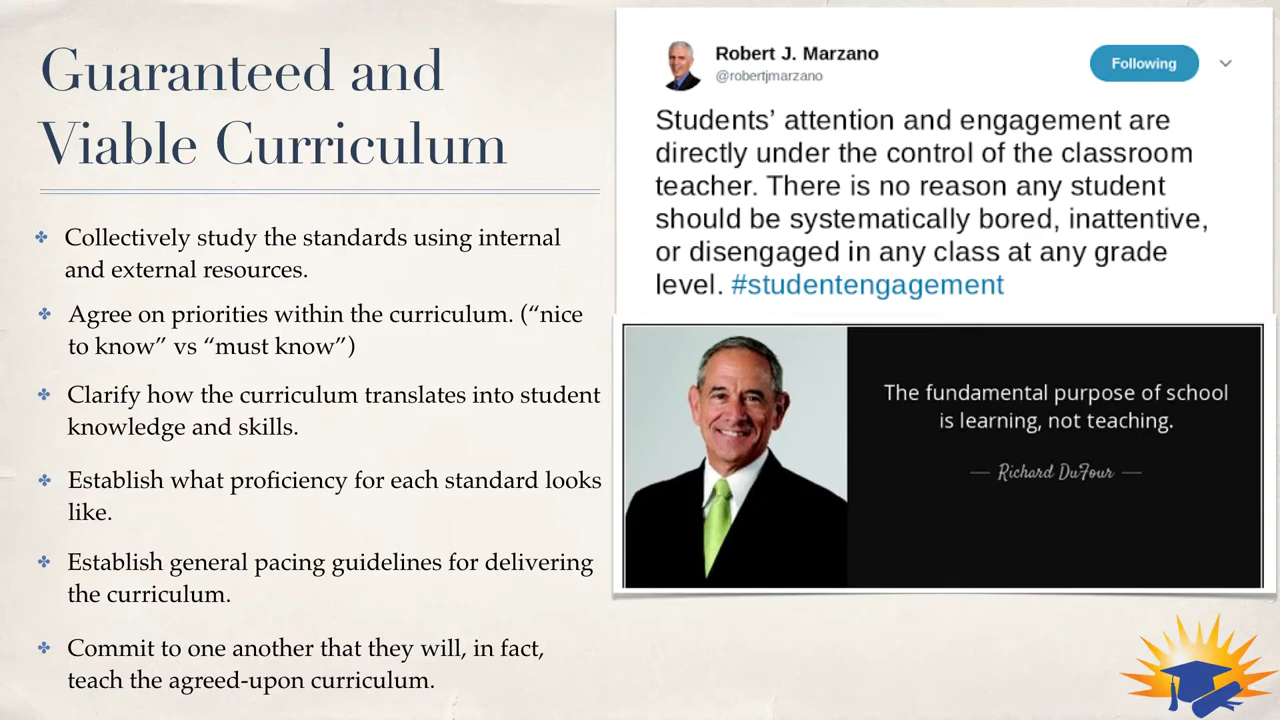 Guaranteed and
Viable Curriculum
Collectively study the standards using internal
and external resources.
Agree on priorities within the curriculum. (“nice
to know” vs “must know”)
Clarify how the curriculum translates into student
knowledge and skills.
Establish what proficiency for each standard looks
like.
Establish general pacing guidelines for delivering
the curriculum.
Commit to one another that they will, in fact,
teach the agreed-upon curriculum.
Robert J. Marzano
@robertjmarzano
Following
Students’ attention and engagement are
directly under the control of the classroom
teacher. There is no reason any student
should be systematically bored, inattentive,
or disengaged in any class at any grade
level. #studentengagement
The fundamental purpose of school
is learning, not teaching.
— Richard DuFour —